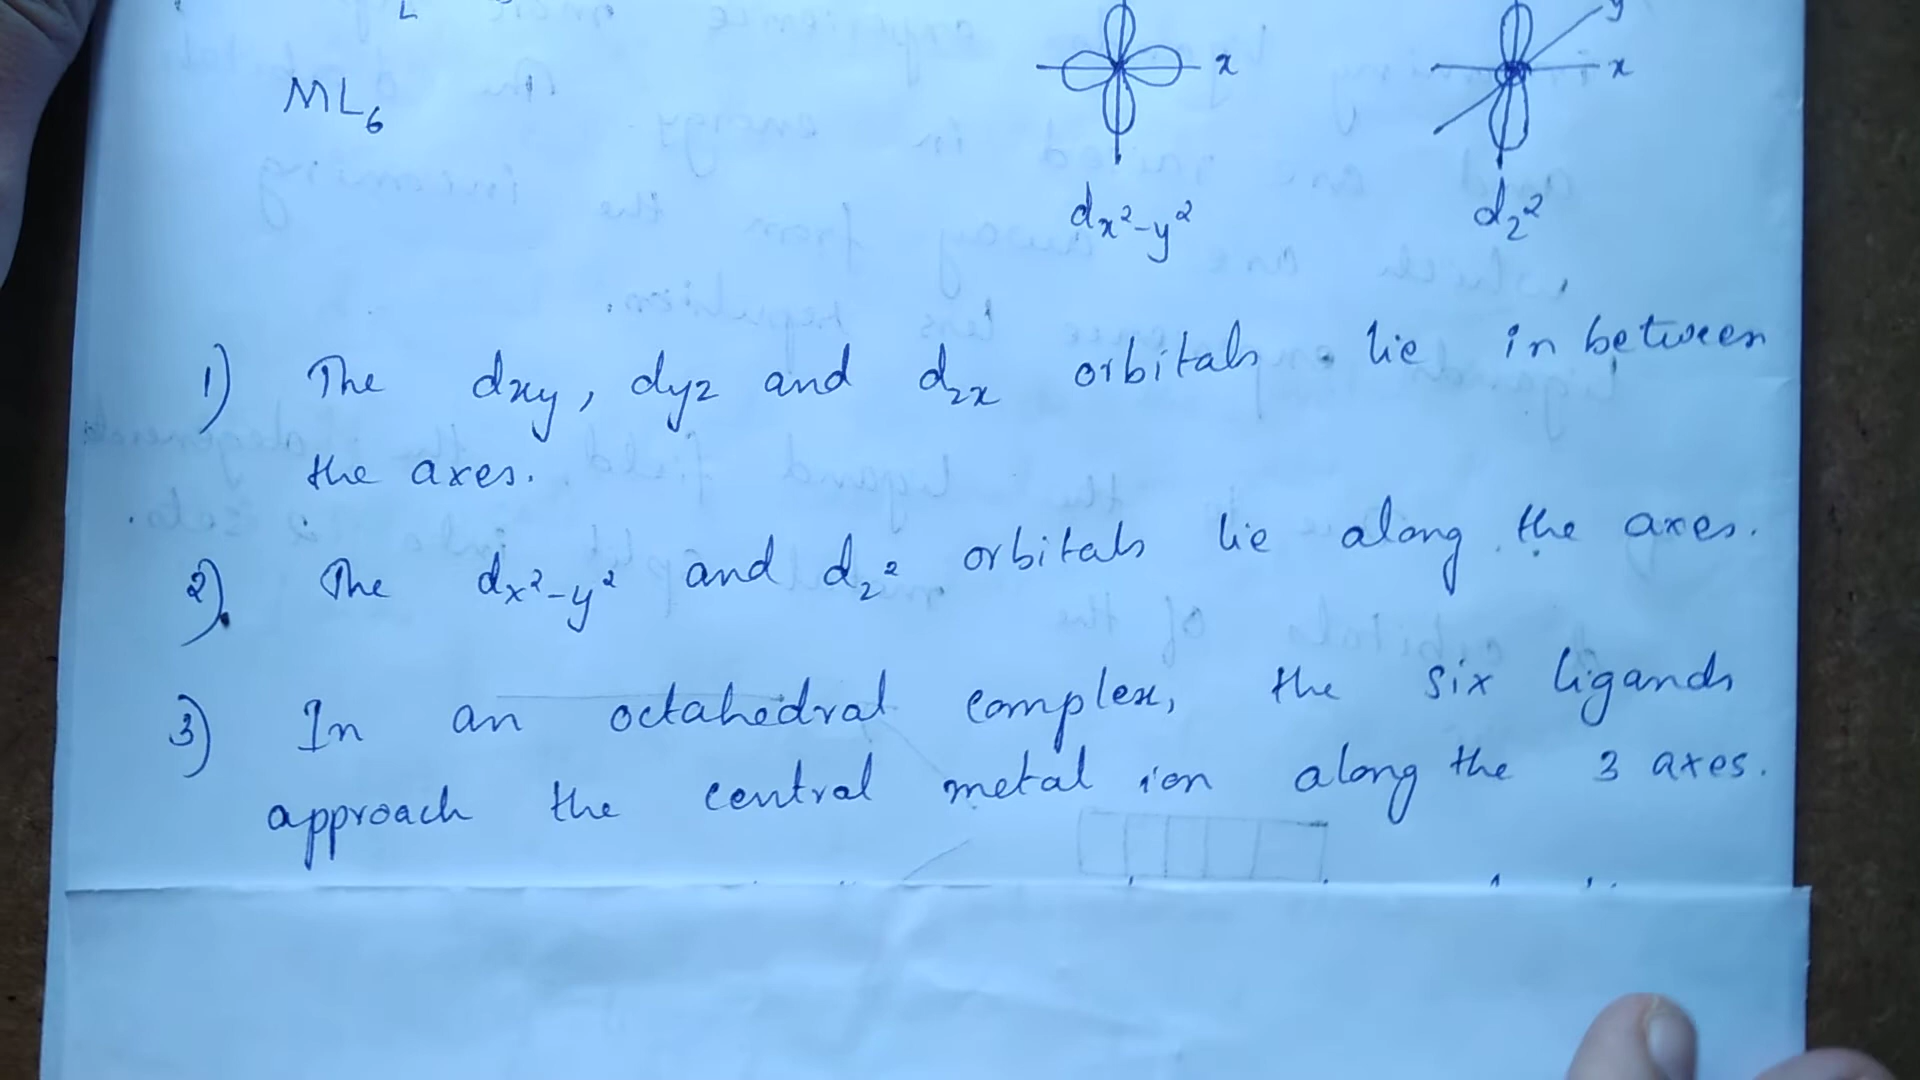 L
y
ML₆
x
x
dx²-y²
dz²
1) The dxy, dyz and dzx orbitals lie in between
the axes.
2) The dx²-y² and dz² orbitals lie along the axes.
3) In an octahedral complex, the six ligands
approach the central metal ion along the 3 axes.